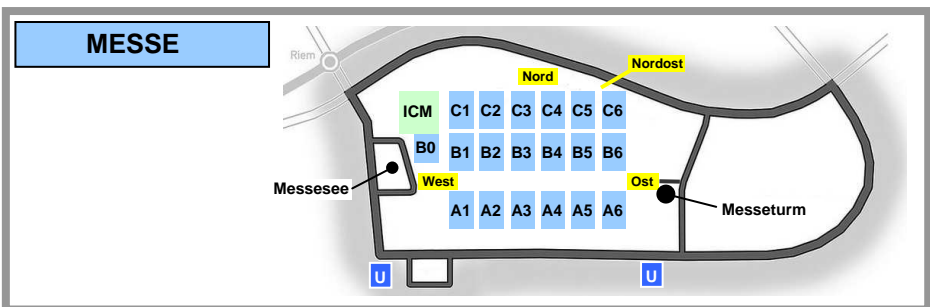 MESSE
Riem
Nordost
Nord
ICM C1 C2 C3 C4 C5 C6
B0 B1 B2 B3 B4 B5 B6
West Ost
Messesee
A1 A2 A3 A4 A5 A6 Messeturm
U U